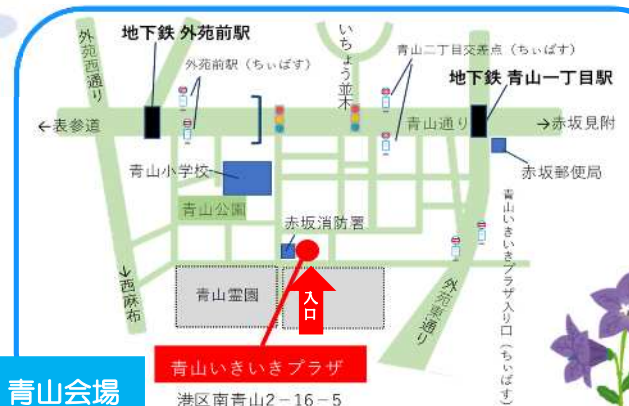 外苑西通り
地下鉄 外苑前駅
外苑前駅(ちぃばす)
いちょう並木
青山二丁目交差点(ちぃばす)
地下鉄 青山一丁目駅
←表参道
青山通り
→赤坂見附
青山小学校
赤坂郵便局
青山公園
赤坂消防署
青山いきいきプラザ入り口(ちぃばす)
→西麻布
青山霊園
入口
外苑東通り
青山いきいきプラザ
青山会場
港区南青山2-16-5